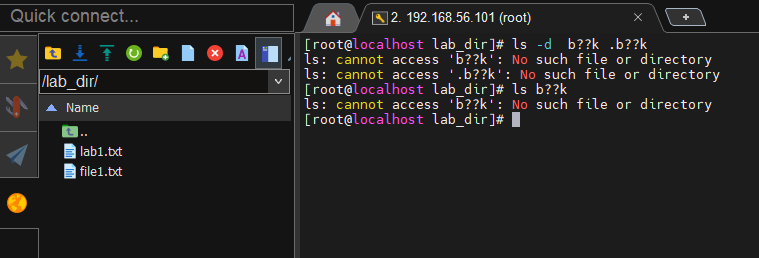 Quick connect...
2. 192.168.56.101 (root)
/lab_dir/
Name
..
lab1.txt
file1.txt
[root@localhost lab_dir]# ls -d  b??k .b??k
ls: cannot access 'b??k': No such file or directory
ls: cannot access '.b??k': No such file or directory
[root@localhost lab_dir]# ls b??k
ls: cannot access 'b??k': No such file or directory
[root@localhost lab_dir]#